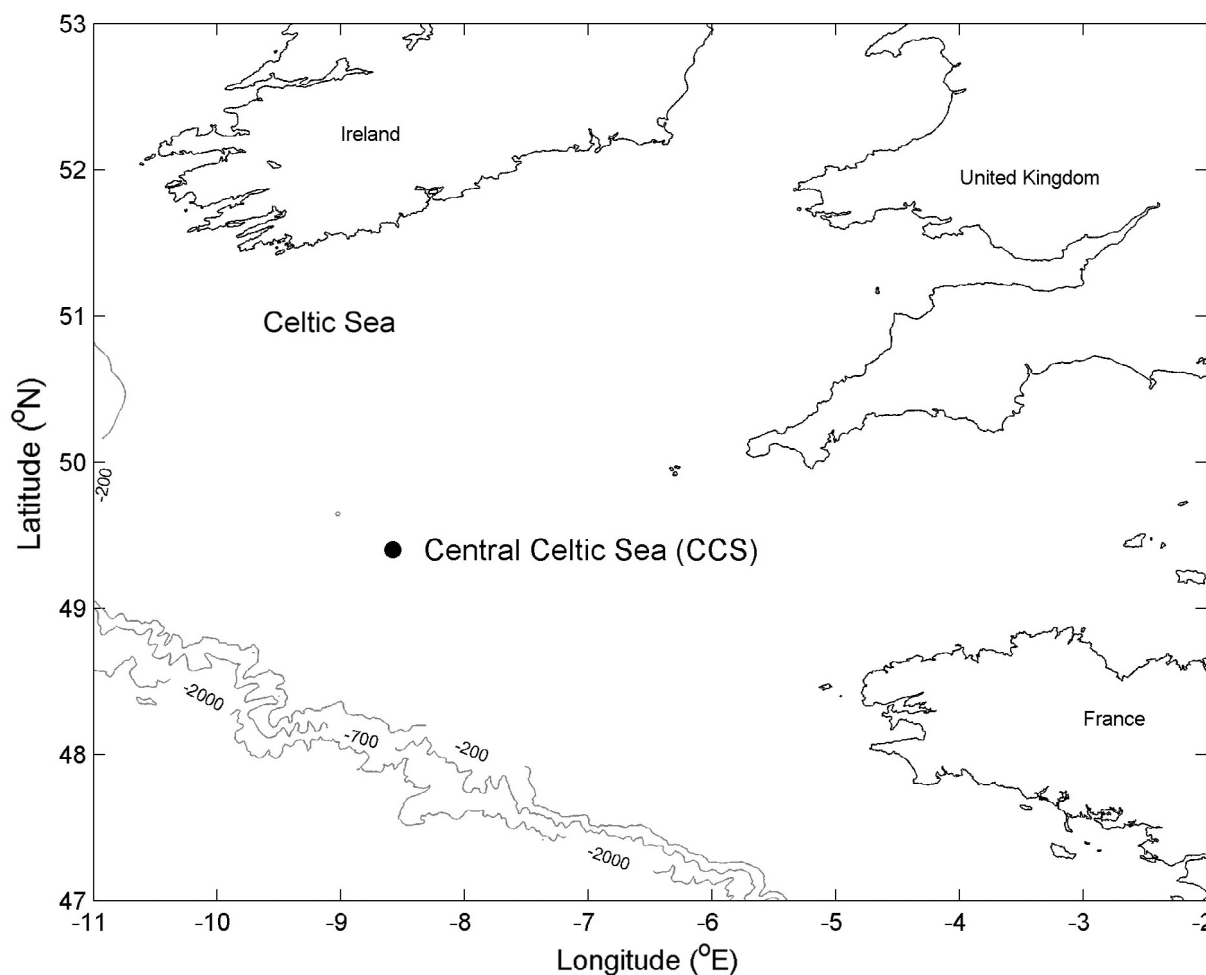 53
52
51
50
49
48
47
Latitude (°N)
Ireland
United Kingdom
Celtic Sea
-200
Central Celtic Sea (CCS)
-2000
-700
-200
France
-2000
-11 -10 -9 -8 -7 -6 -5 -4 -3 -2
Longitude (°E)